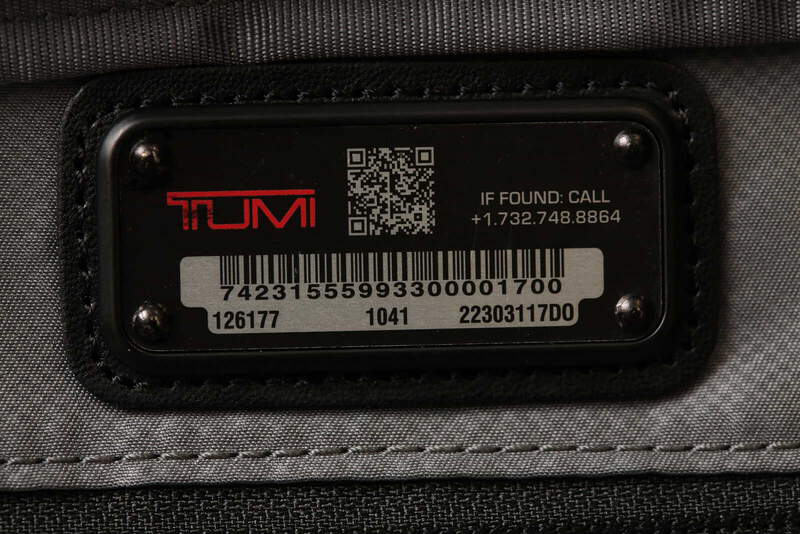 TUMI
IF FOUND: CALL
+1.732.748.8864
74231555993300001700
126177 1041 22303117DO